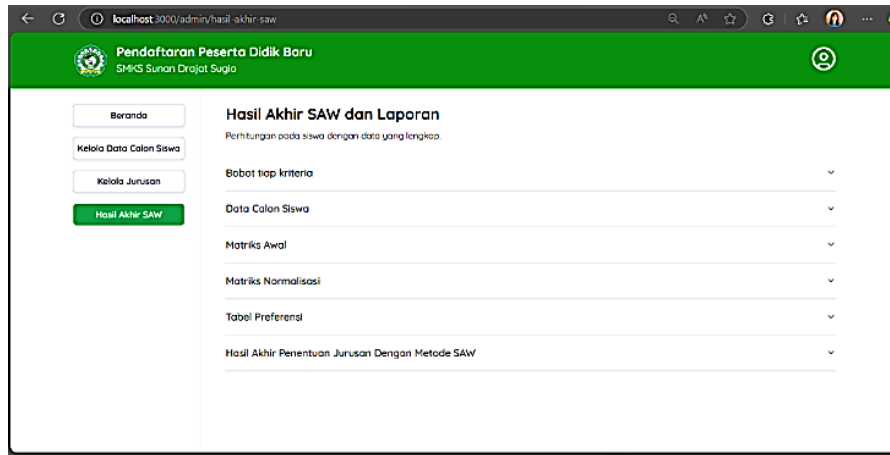 localhost:3000/admin/hasil-akhir-saw
Pendaftaran Peserta Didik Baru
SMKS Sunan Drajat Sugio
Beranda
Kelola Data Calon Siswa
Kelola Jurusan
Hasil Akhir SAW
Hasil Akhir SAW dan Laporan
Perhitungan pada siswa dengan data yang lengkap.
Bobot tiap kriteria
Data Calon Siswa
Matriks Awal
Matriks Normalisasi
Tabel Preferensi
Hasil Akhir Penentuan Jurusan Dengan Metode SAW